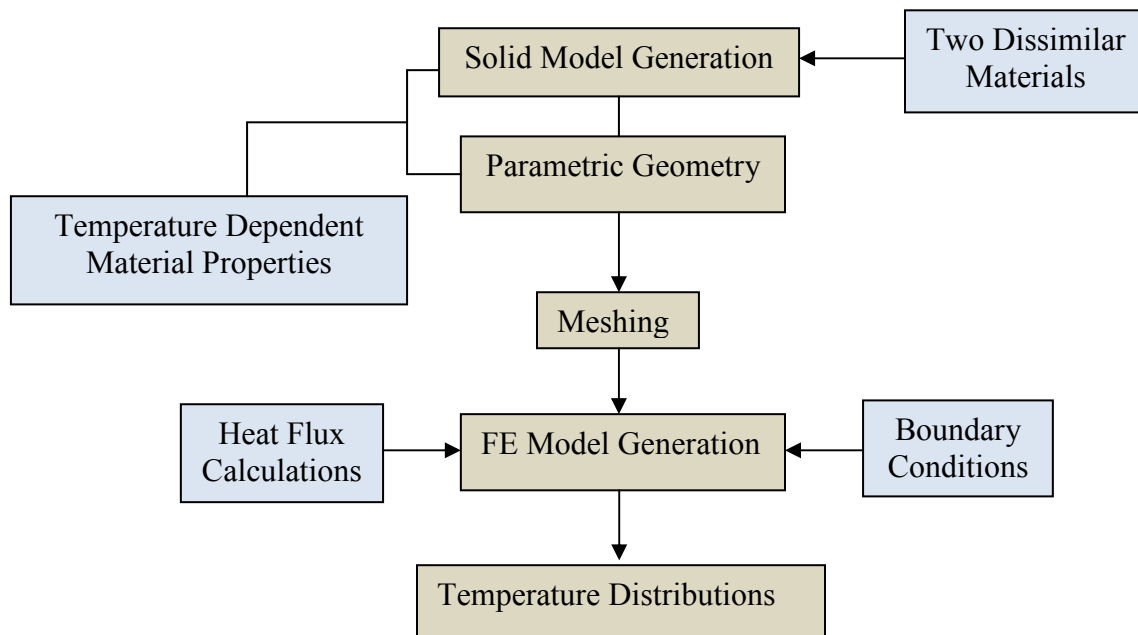 Solid Model Generation
Two Dissimilar
Materials
Parametric Geometry
Temperature Dependent
Material Properties
Meshing
Heat Flux
Calculations
FE Model Generation
Boundary
Conditions
Temperature Distributions